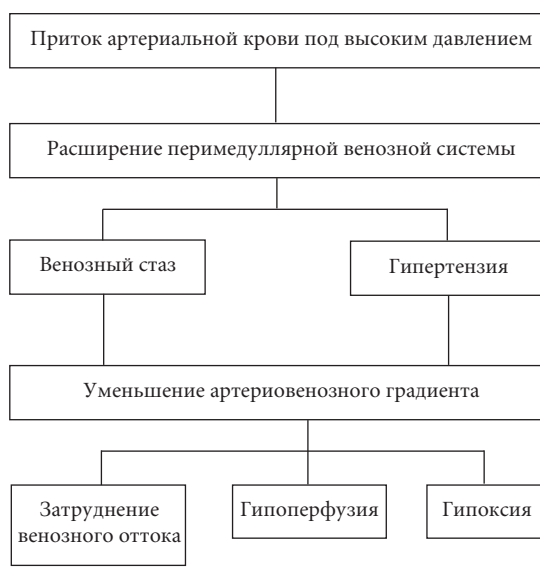 Приток артериальной крови под высоким давлением
Расширение перимедуллярной венозной системы
Венозный стаз
Гипертензия
Уменьшение артериовенозного градиента
Затруднение
венозного оттока
Гипоперфузия
Гипоксия